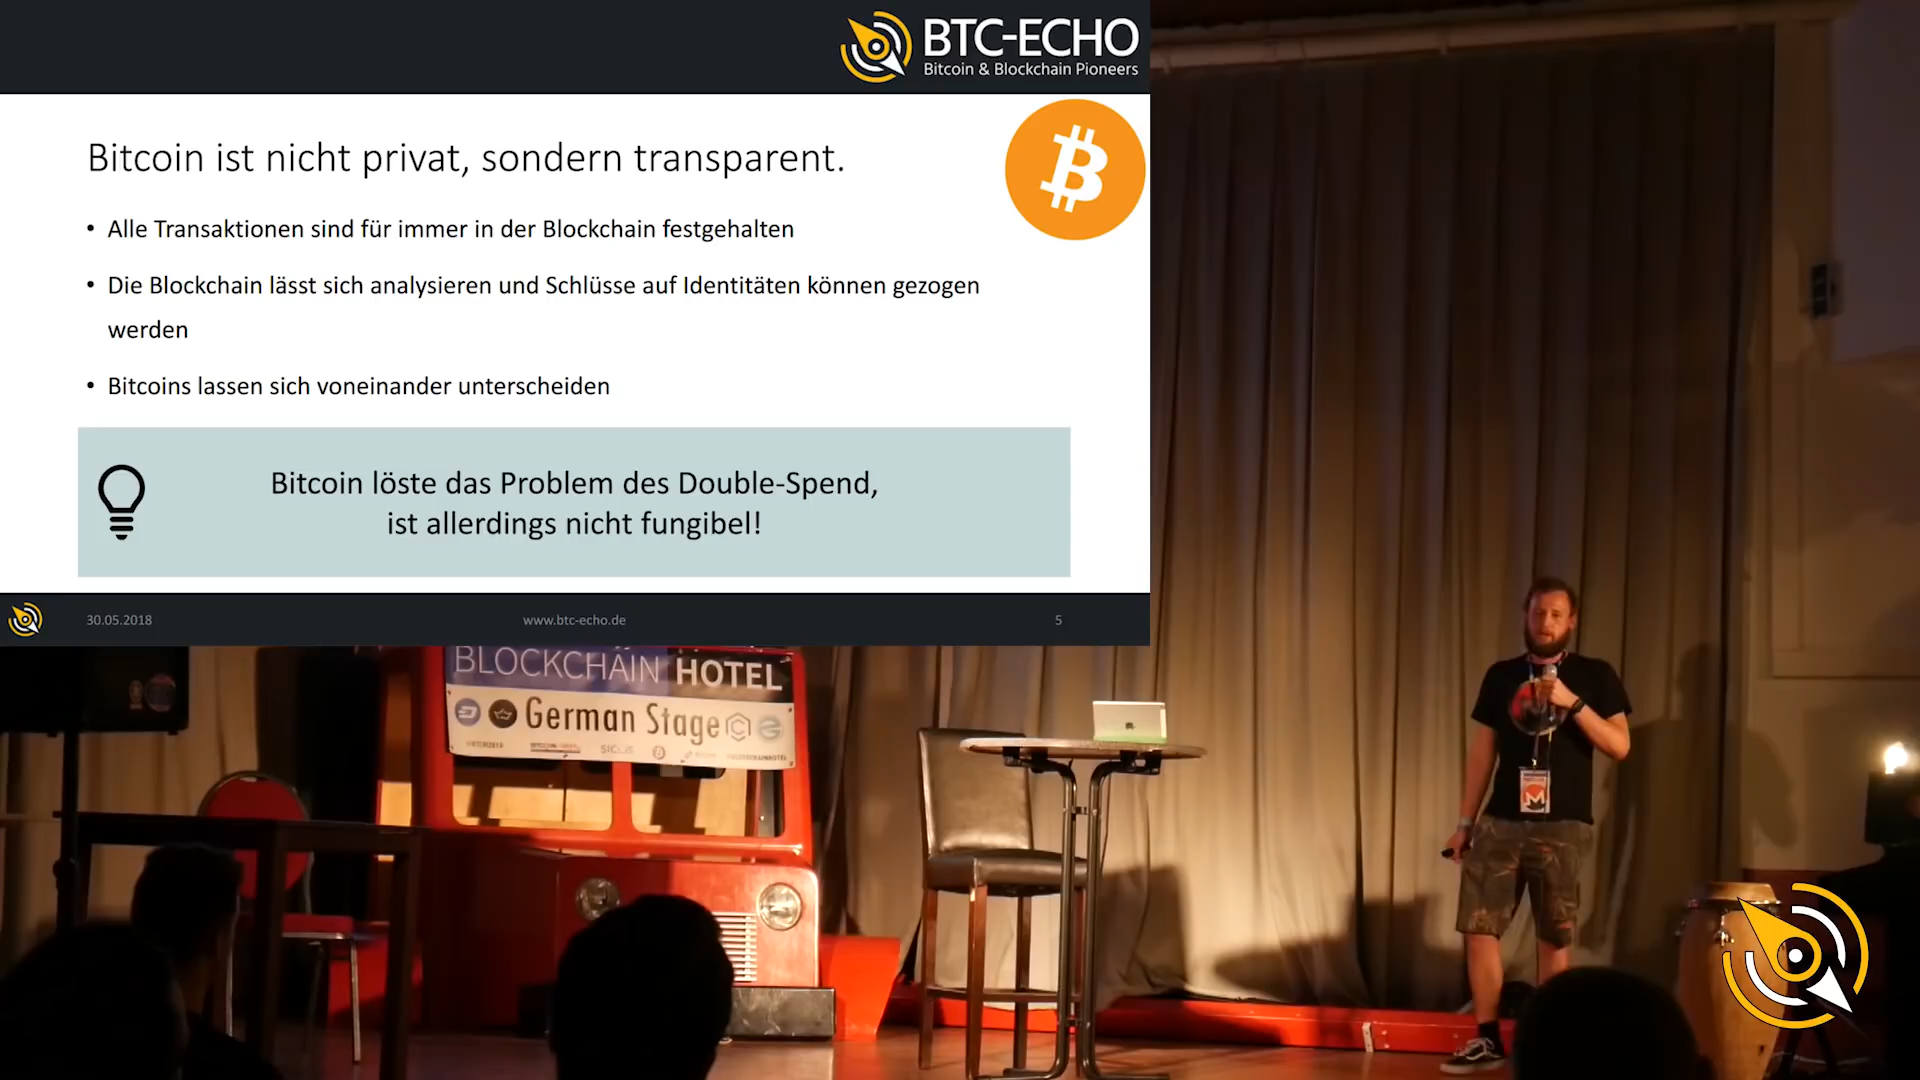 BTC-ECHO
Bitcoin & Blockchain Pioneers
Bitcoin ist nicht privat, sondern transparent.
• Alle Transaktionen sind für immer in der Blockchain festgehalten
• Die Blockchain lässt sich analysieren und Schlüsse auf Identitäten können gezogen
werden
• Bitcoins lassen sich voneinander unterscheiden
Bitcoin löste das Problem des Double-Spend,
ist allerdings nicht fungibel!
30.05.2018
www.btc-echo.de
5
BLOCKCHAIN HOTEL
German Stage